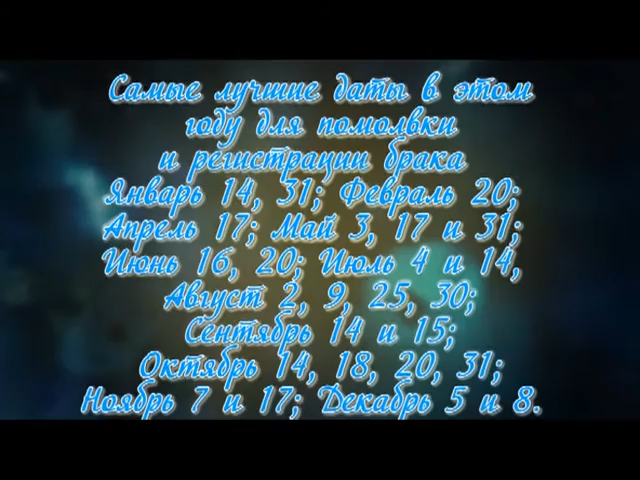 Самые лучшие даты в этом
году для помолвки
и регистрации брака
Январь 14, 31; Февраль 20;
Апрель 17; Май 3, 17 и 31;
Июнь 16, 20; Июль 4 и 14,
Август 2, 9, 25, 30;
Сентябрь 14 и 15;
Октябрь 14, 18, 20, 31;
Ноябрь 7 и 17; Декабрь 5 и 8.